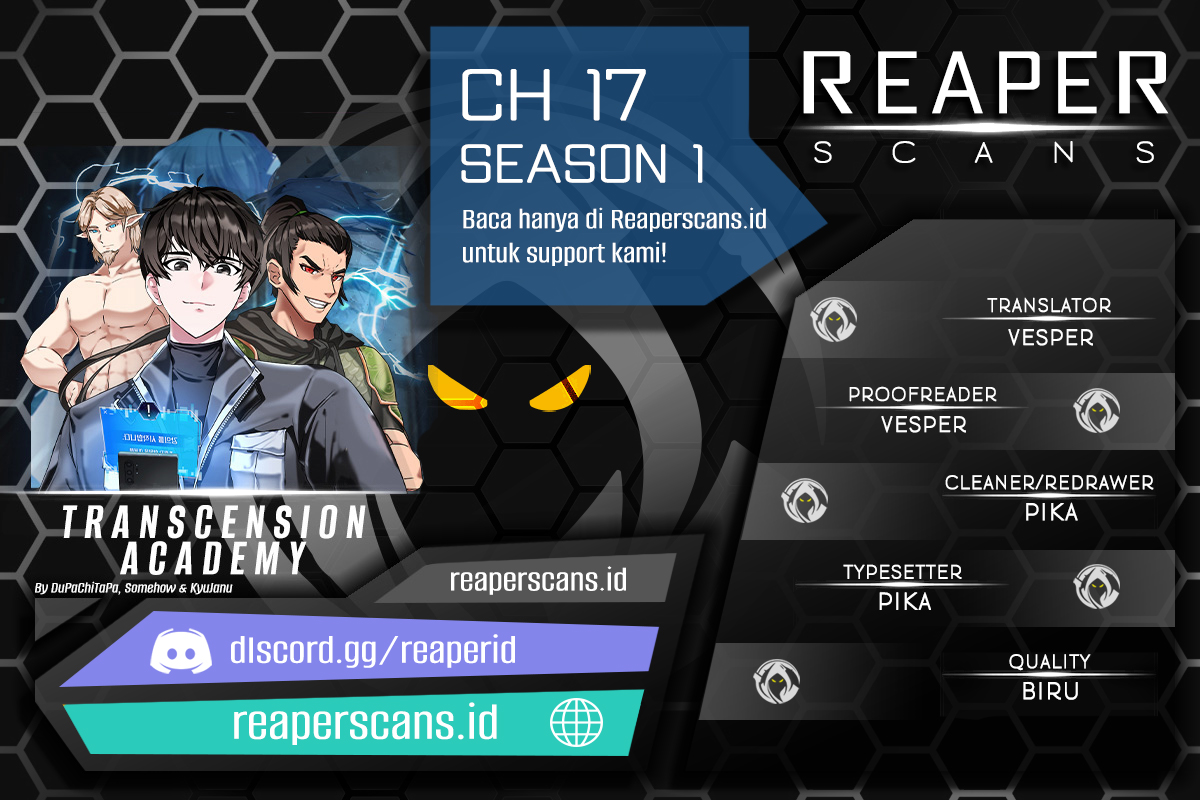 CH 17
SEASON 1
Baca hanya di Reaperscans.id
untuk support kami!
REAPER
SCANS
TRANSLATOR
VESPER
PROOFREADER
VESPER
CLEANER/REDRAWER
PIKA
TYPESETTER
PIKA
QUALITY
BIRU
TRANSCENSION
ACADEMY
By DuPaChiTaPa, Somehow & KyuJanu
reaperscans.id
dIscord.gg/reaperid
reaperscans.id